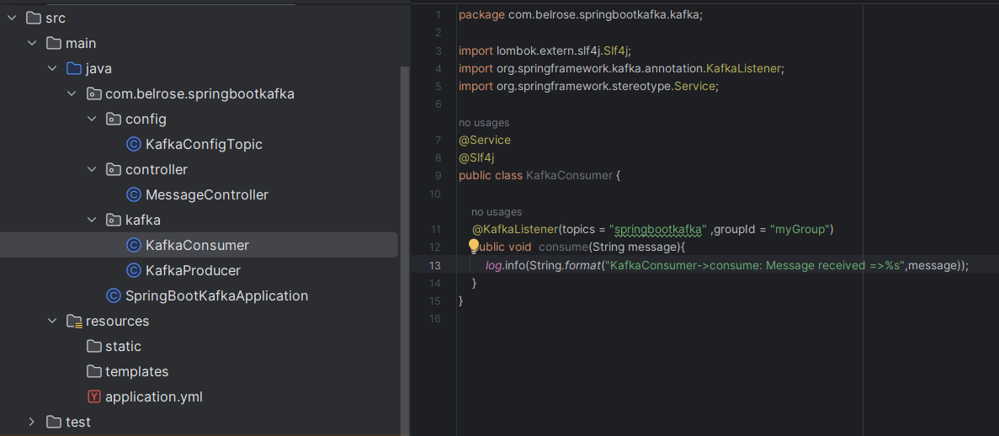 src
main
java
com.belrose.springbootkafka
config
KafkaConfigTopic
controller
MessageController
kafka
KafkaConsumer
KafkaProducer
SpringBootKafkaApplication
resources
static
templates
application.yml
test
1 package com.belrose.springbootkafka.kafka;
2
3 import lombok.extern.slf4j.Slf4j;
4 import org.springframework.kafka.annotation.KafkaListener;
5 import org.springframework.stereotype.Service;
6
no usages
7 @Service
8 @Slf4j
9 public class KafkaConsumer {
10
no usages
11 @KafkaListener(topics = "springbootkafka" ,groupId = "myGroup")
12 public void  consume(String message){
13 log.info(String.format("KafkaConsumer->consume: Message received =>%s",message));
14 }
15 }
16